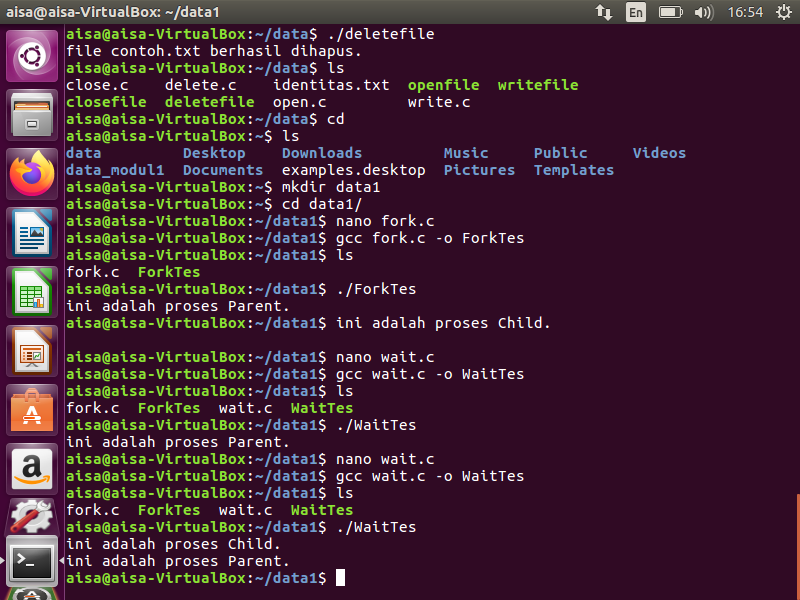 aisa@aisa-VirtualBox: ~/data1
En
16:54
aisa@aisa-VirtualBox:~/data$ ./deletefile
file contoh.txt berhasil dihapus.
aisa@aisa-VirtualBox:~/data$ ls
close.c    delete.c    identitas.txt  openfile  writefile
closefile  deletefile  open.c         write.c
aisa@aisa-VirtualBox:~/data$ cd
aisa@aisa-VirtualBox:~$ ls
data         Desktop    Downloads         Music     Public     Videos
data_modul1  Documents  examples.desktop  Pictures  Templates
aisa@aisa-VirtualBox:~$ mkdir data1
aisa@aisa-VirtualBox:~$ cd data1/
aisa@aisa-VirtualBox:~/data1$ nano fork.c
aisa@aisa-VirtualBox:~/data1$ gcc fork.c -o ForkTes
aisa@aisa-VirtualBox:~/data1$ ls
fork.c  ForkTes
aisa@aisa-VirtualBox:~/data1$ ./ForkTes
ini adalah proses Parent.
aisa@aisa-VirtualBox:~/data1$ ini adalah proses Child.
aisa@aisa-VirtualBox:~/data1$ nano wait.c
aisa@aisa-VirtualBox:~/data1$ gcc wait.c -o WaitTes
aisa@aisa-VirtualBox:~/data1$ ls
fork.c  ForkTes  wait.c  WaitTes
aisa@aisa-VirtualBox:~/data1$ ./WaitTes
ini adalah proses Parent.
aisa@aisa-VirtualBox:~/data1$ nano wait.c
aisa@aisa-VirtualBox:~/data1$ gcc wait.c -o WaitTes
aisa@aisa-VirtualBox:~/data1$ ls
fork.c  ForkTes  wait.c  WaitTes
aisa@aisa-VirtualBox:~/data1$ ./WaitTes
ini adalah proses Child.
ini adalah proses Parent.
aisa@aisa-VirtualBox:~/data1$